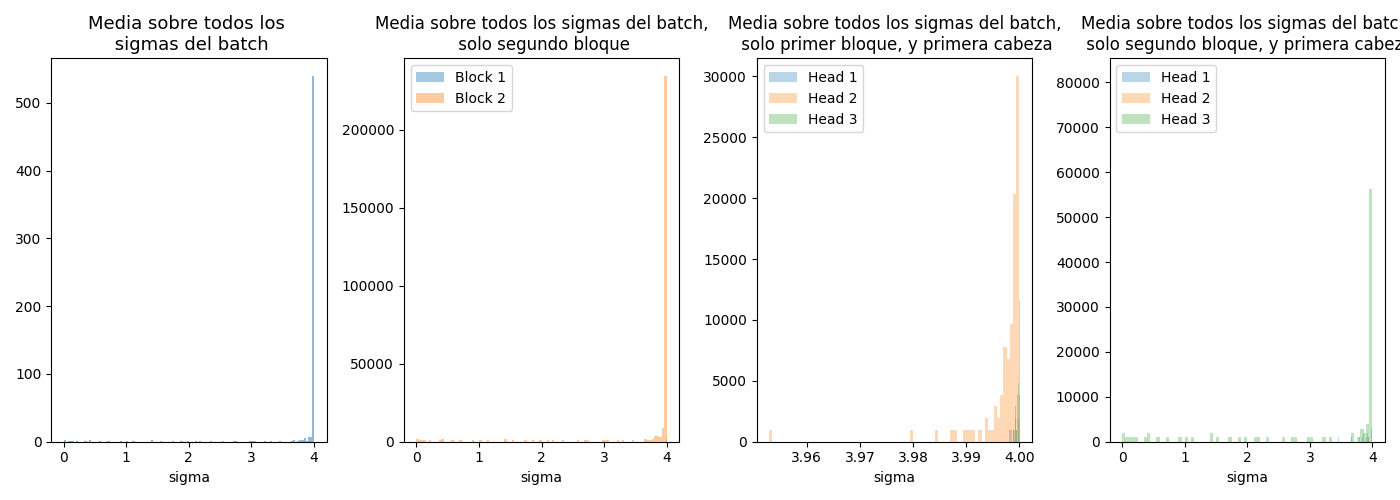 Media sobre todos los
sigmas del batch
500
400
300
200
100
0
0 1 2 3 4
sigma
Media sobre todos los sigmas del batch,
solo segundo bloque
Block 1
Block 2
200000
150000
100000
50000
0
0 1 2 3 4
sigma
Media sobre todos los sigmas del batch,
solo primer bloque, y primera cabeza
Head 1
Head 2
Head 3
30000
25000
20000
15000
10000
5000
0
3.96 3.97 3.98 3.99 4.00
sigma
Media sobre todos los sigmas del batc
solo segundo bloque, y primera cabez
Head 1
Head 2
Head 3
80000
70000
60000
50000
40000
30000
20000
10000
0
0 1 2 3 4
sigma